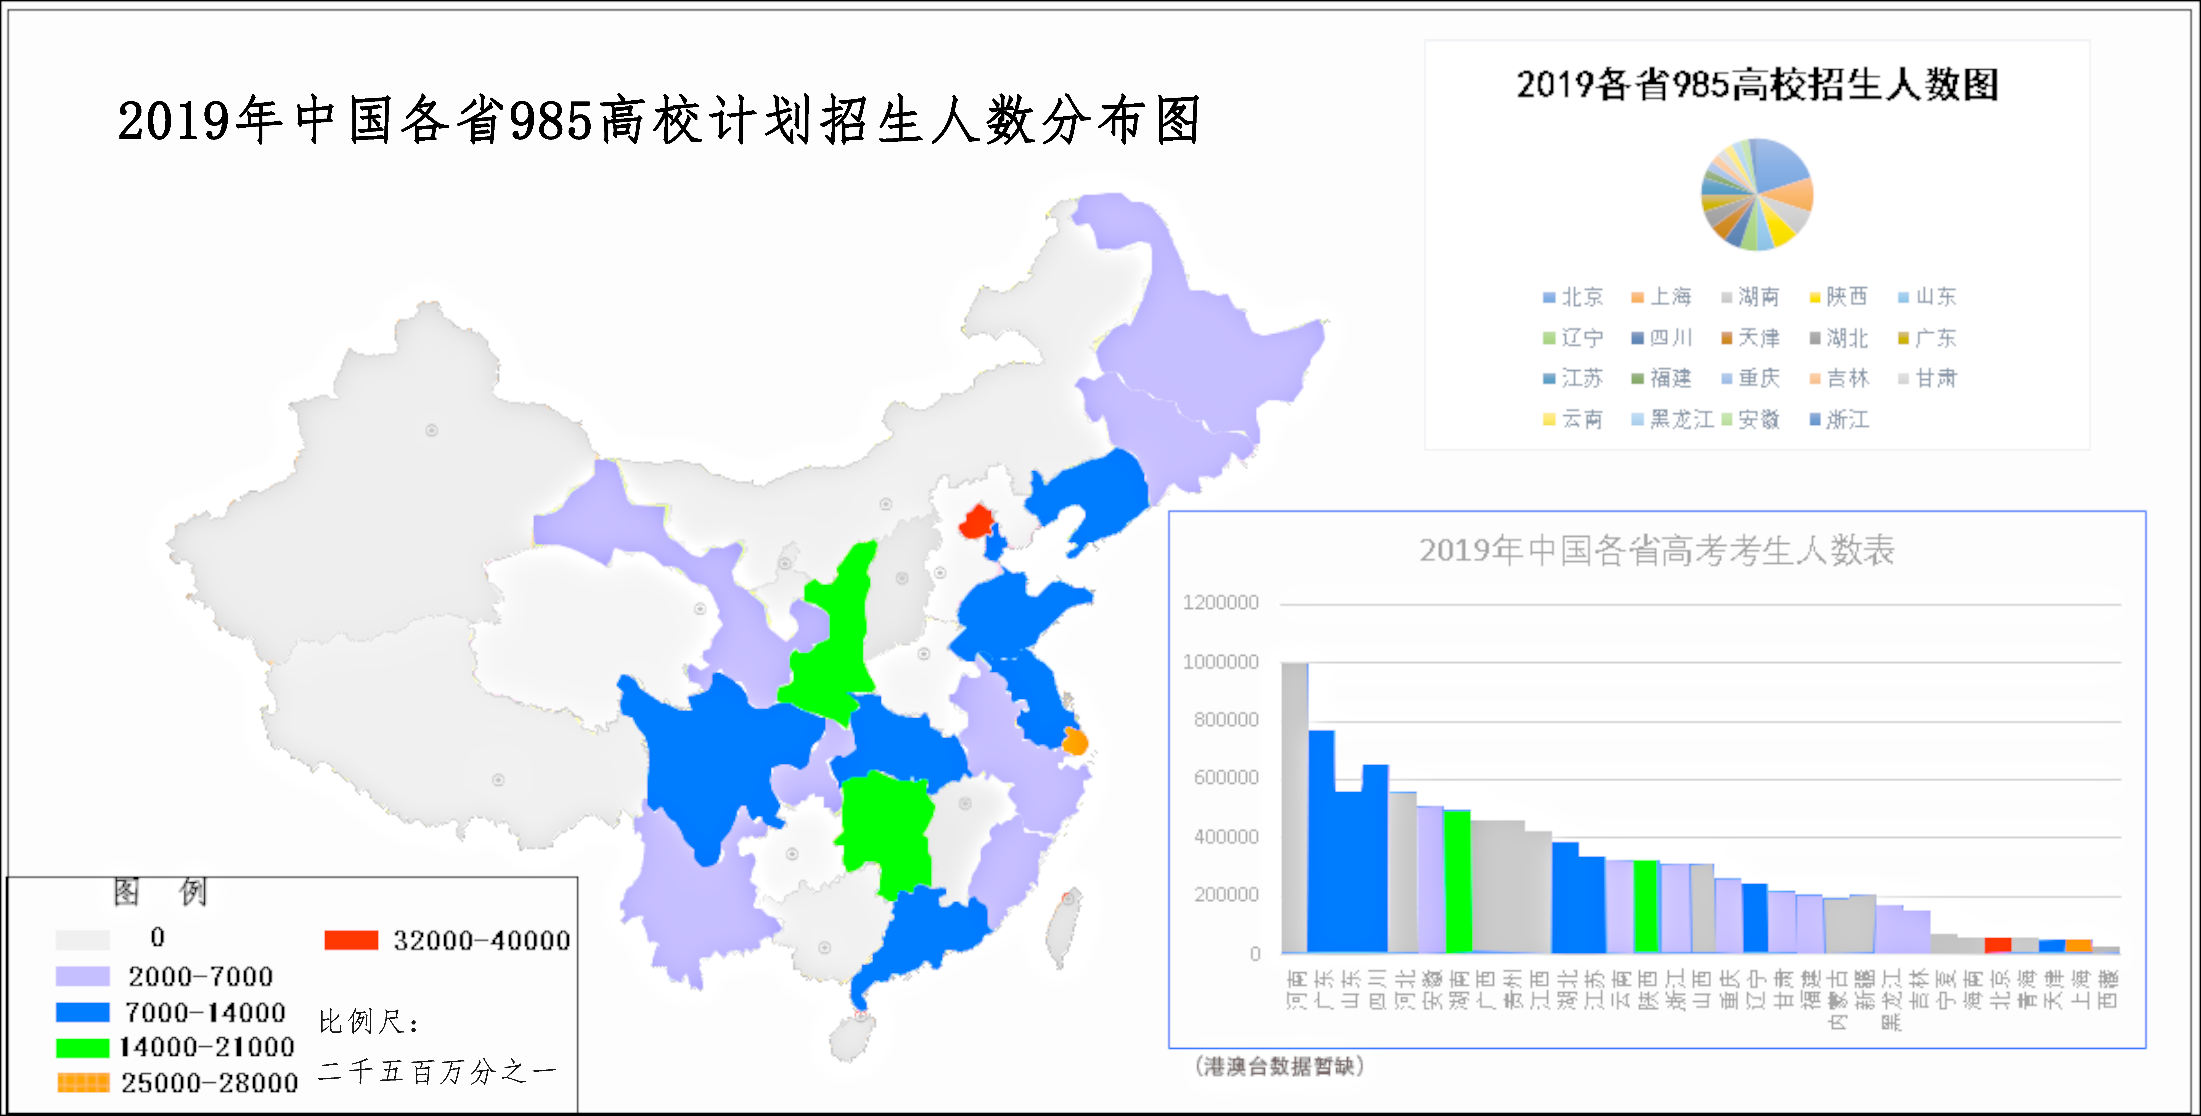 2019年中国各省985高校计划招生人数分布图
2019各省985高校招生人数图
北京 上海 湖南 陕西 山东
辽宁 四川 天津 湖北 广东
江苏 福建 重庆 吉林 甘肃
云南 黑龙江 安徽 浙江
2019年中国各省高考考生人数表
1200000
1000000
800000
600000
400000
200000
0
河南 广东 山东 四川 河北 安徽 湖南 广西 贵州 江西 湖北 江苏 云南 陕西 浙江 山西 重庆 辽宁 甘肃 福建 内蒙古 新疆 黑龙江 吉林 宁夏 海南 北京 青海 天津 上海 西藏
(港澳台数据暂缺)
图 例
0
2000-7000
7000-14000
14000-21000
25000-28000
32000-40000
比例尺:
二千五百万分之一